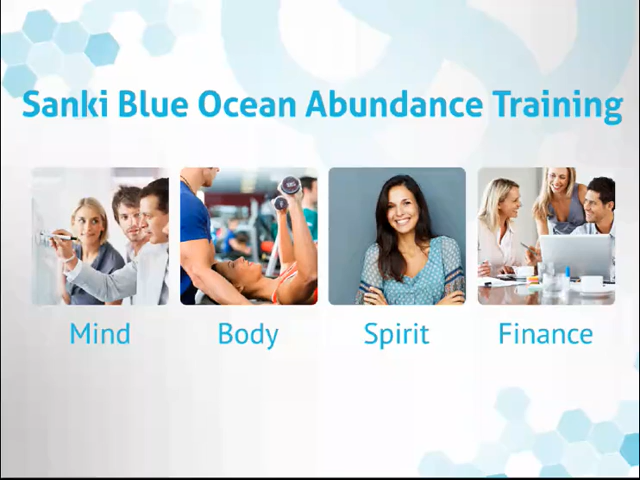 Sanki Blue Ocean Abundance Training
Mind
Body
Spirit
Finance